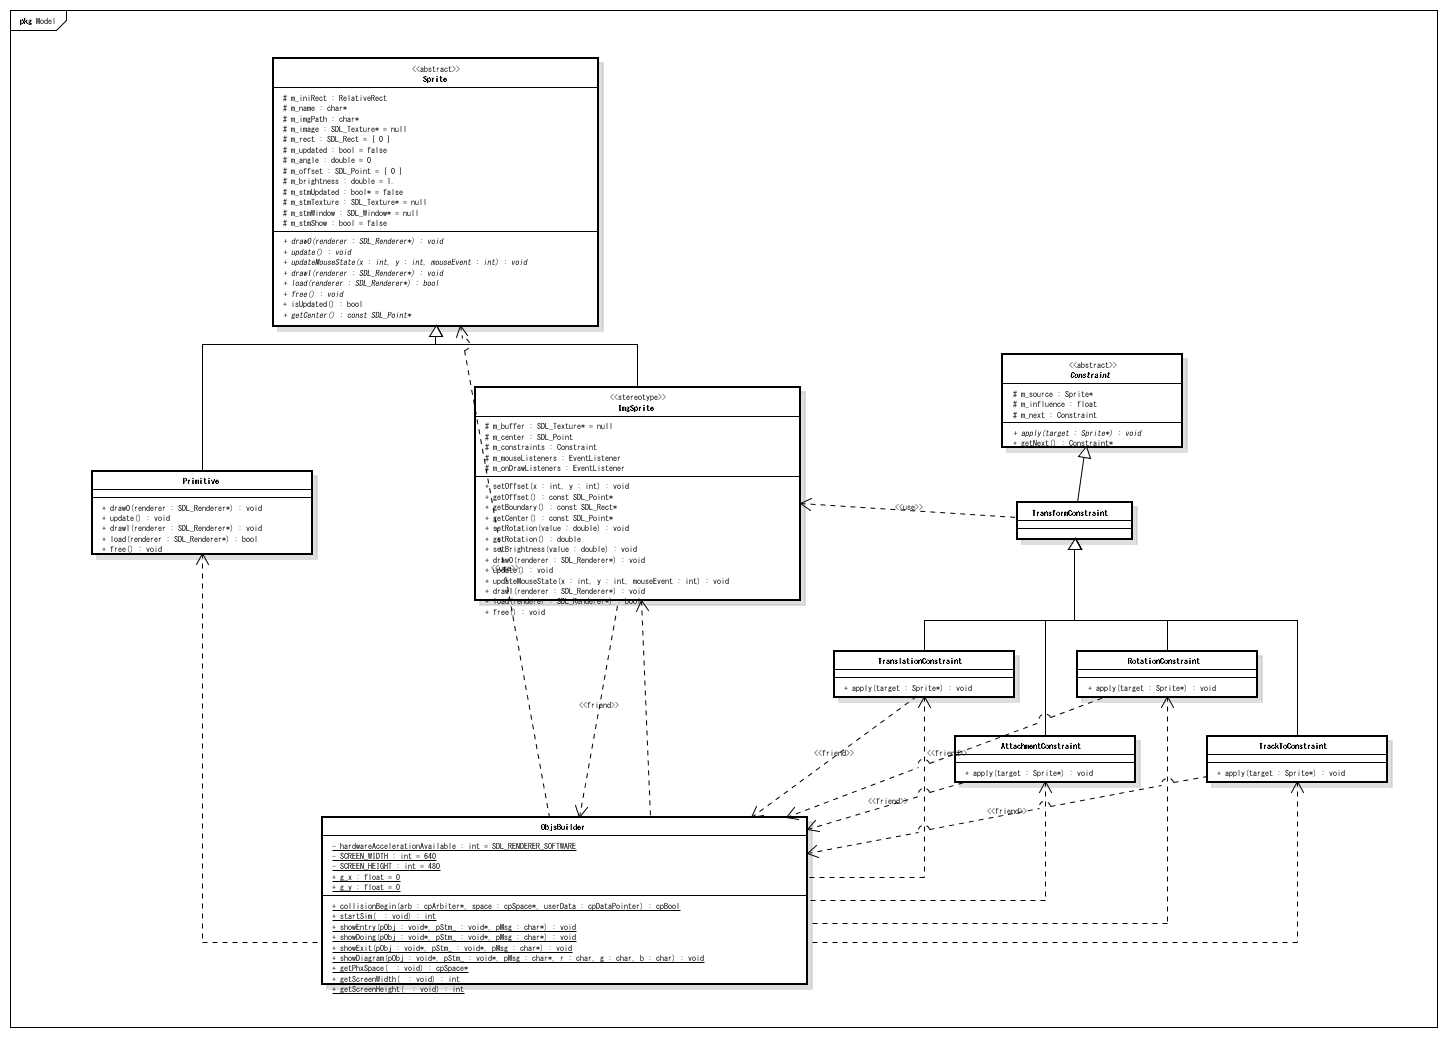 pkg Model
<<abstract>>
Sprite
# m_iniRect : RelativeRect
# m_name : char*
# m_imgPath : char*
# m_image : SDL_Texture* = null
# m_rect : SDL_Rect = [ 0 ]
# m_updated : bool = false
# m_angle : double = 0
# m_offset : SDL_Point = [ 0 ]
# m_brightness : double = 1.
# m_stmUpdated : bool* = false
# m_stmTexture : SDL_Texture* = null
# m_stmWindow : SDL_Window* = null
# m_stmShow : bool = false
+ draw0(renderer : SDL_Renderer*) : void
+ update() : void
+ updateMouseState(x : int, y : int, mouseEvent : int) : void
+ draw1(renderer : SDL_Renderer*) : void
+ load(renderer : SDL_Renderer*) : bool
+ free() : void
+ isUpdated() : bool
+ getCenter() : const SDL_Point*
<<abstract>>
Constraint
# m_source : Sprite*
# m_influence : float
# m_next : Constraint
+ apply(target : Sprite*) : void
+ getNext() : Constraint*
<<stereotype>>
ImgSprite
# m_buffer : SDL_Texture* = null
# m_center : SDL_Point
# m_constraints : Constraint
# m_mouseListeners : EventListener
# m_onDrawListeners : EventListener
+ setOffset(x : int, y : int) : void
+ getOffset() : const SDL_Point*
+ getBoundary() : const SDL_Rect*
+ getCenter() : const SDL_Point*
+ setRotation(value : double) : void
+ getRotation() : double
+ setBrightness(value : double) : void
+ draw0(renderer : SDL_Renderer*) : void
+ update() : void
+ updateMouseState(x : int, y : int, mouseEvent : int) : void
+ draw1(renderer : SDL_Renderer*) : void
+ load(renderer : SDL_Renderer*) : bool
+ free() : void
Primitive
+ draw0(renderer : SDL_Renderer*) : void
+ update() : void
+ draw1(renderer : SDL_Renderer*) : void
+ load(renderer : SDL_Renderer*) : bool
+ free() : void
<<use>>
TransformConstraint
TranslationConstraint
+ apply(target : Sprite*) : void
RotationConstraint
+ apply(target : Sprite*) : void
<<friend>>
<<friend>>
<<friend>>
AttachmentConstraint
+ apply(target : Sprite*) : void
TrackToConstraint
+ apply(target : Sprite*) : void
<<friend>>
<<friend>>
ObjsBuilder
- hardwareAccelerationAvailable : int = SDL_RENDERER_SOFTWARE
- SCREEN_WIDTH : int = 640
- SCREEN_HEIGHT : int = 480
+ g_x : float = 0
+ g_y : float = 0
+ collisionBegin(arb : cpArbiter*, space : cpSpace*, userData : cpDataPointer) : cpBool
+ startSim(_ : void) : int
+ showEntry(pObj : void*, pStm_ : void*, pMsg : char*) : void
+ showDoing(pObj : void*, pStm_ : void*, pMsg : char*) : void
+ showExit(pObj : void*, pStm_ : void*, pMsg : char*) : void
+ showDiagram(pObj : void*, pStm_ : void*, pMsg : char*, r : char, g : char, b : char) : void
+ getPhxSpace(_ : void) : cpSpace*
+ getScreenWidth(_ : void) : int
+ getScreenHeight(_ : void) : int